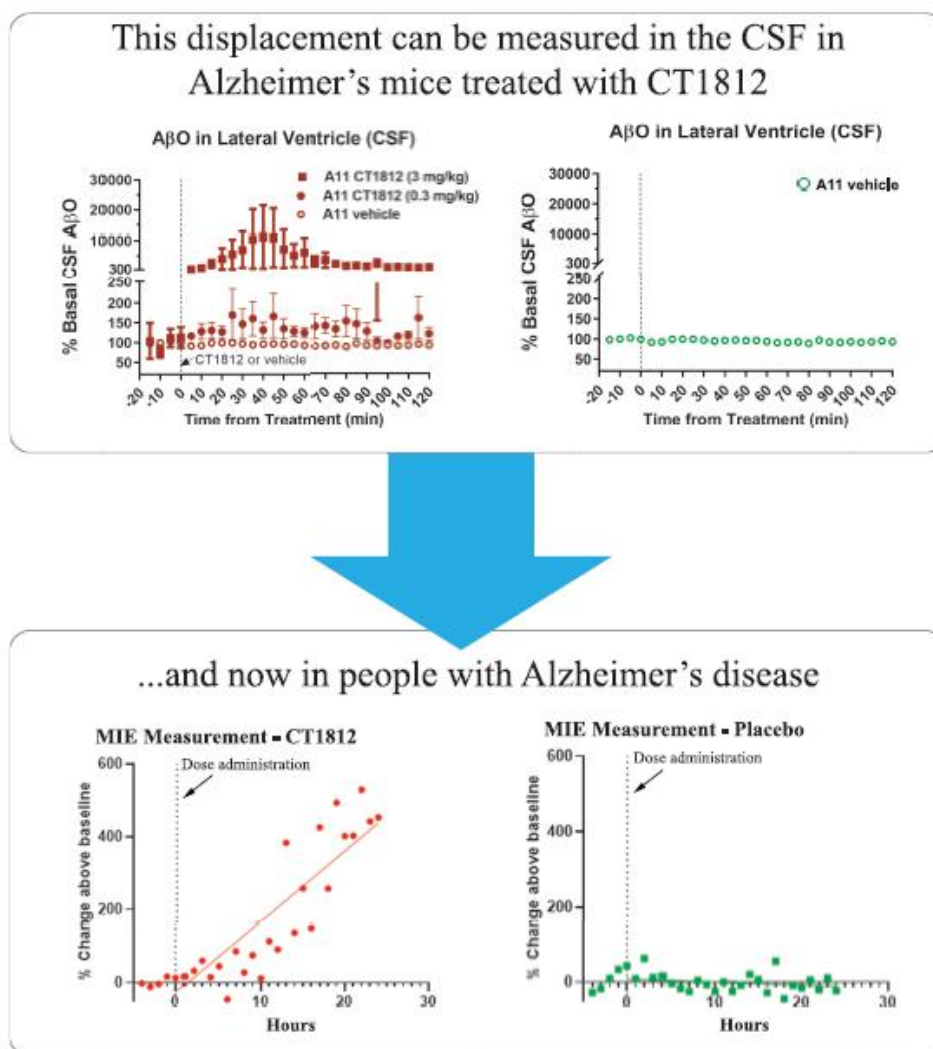 This displacement can be measured in the CSF in
Alzheimer's mice treated with CT1812
AβO in Lateral Ventricle (CSF)
% Basal CSF AβO
30000
20000
10000
300
250
200
150
100
50
A11 CT1812 (3 mg/kg)
A11 CT1812 (0.3 mg/kg)
A11 vehicle
CT1812 or vehicle
-20
-10
0
10
20
30
40
50
60
70
80
90
100
110
120
Time from Treatment (min)
AβO in Lateral Ventricle (CSF)
% Basal CSF AβO
30000
20000
10000
300
250
200
150
100
50
A11 vehicle
-20
-10
0
10
20
30
40
50
60
70
80
90
100
110
120
Time from Treatment (min)
...and now in people with Alzheimer's disease
MIE Measurement - CT1812
Dose administration
% Change above baseline
600
400
200
0
0
10
20
30
Hours
MIE Measurement - Placebo
Dose administration
% Change above baseline
600
400
200
0
0
10
20
30
Hours